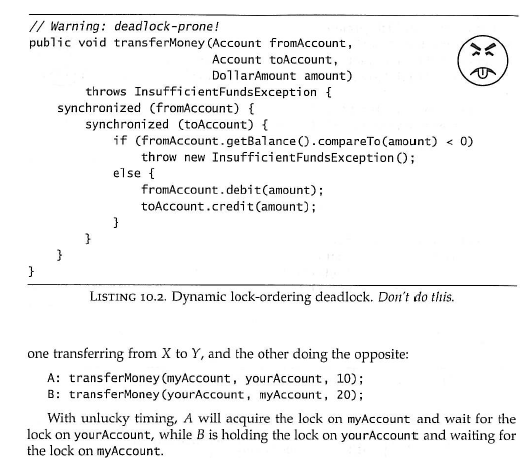 // Warning: deadlock-prone!
public void transferMoney(Account fromAccount,
                          Account toAccount,
                          DollarAmount amount)
        throws InsufficientFundsException {
    synchronized (fromAccount) {
        synchronized (toAccount) {
            if (fromAccount.getBalance().compareTo(amount) < 0)
                throw new InsufficientFundsException();
            else {
                fromAccount.debit(amount);
                toAccount.credit(amount);
            }
        }
    }
}
LISTING 10.2. Dynamic lock-ordering deadlock. Don't do this.
one transferring from X to Y, and the other doing the opposite:
A: transferMoney(myAccount, yourAccount, 10);
B: transferMoney(yourAccount, myAccount, 20);
With unlucky timing, A will acquire the lock on myAccount and wait for the
lock on yourAccount, while B is holding the lock on yourAccount and waiting for
the lock on myAccount.